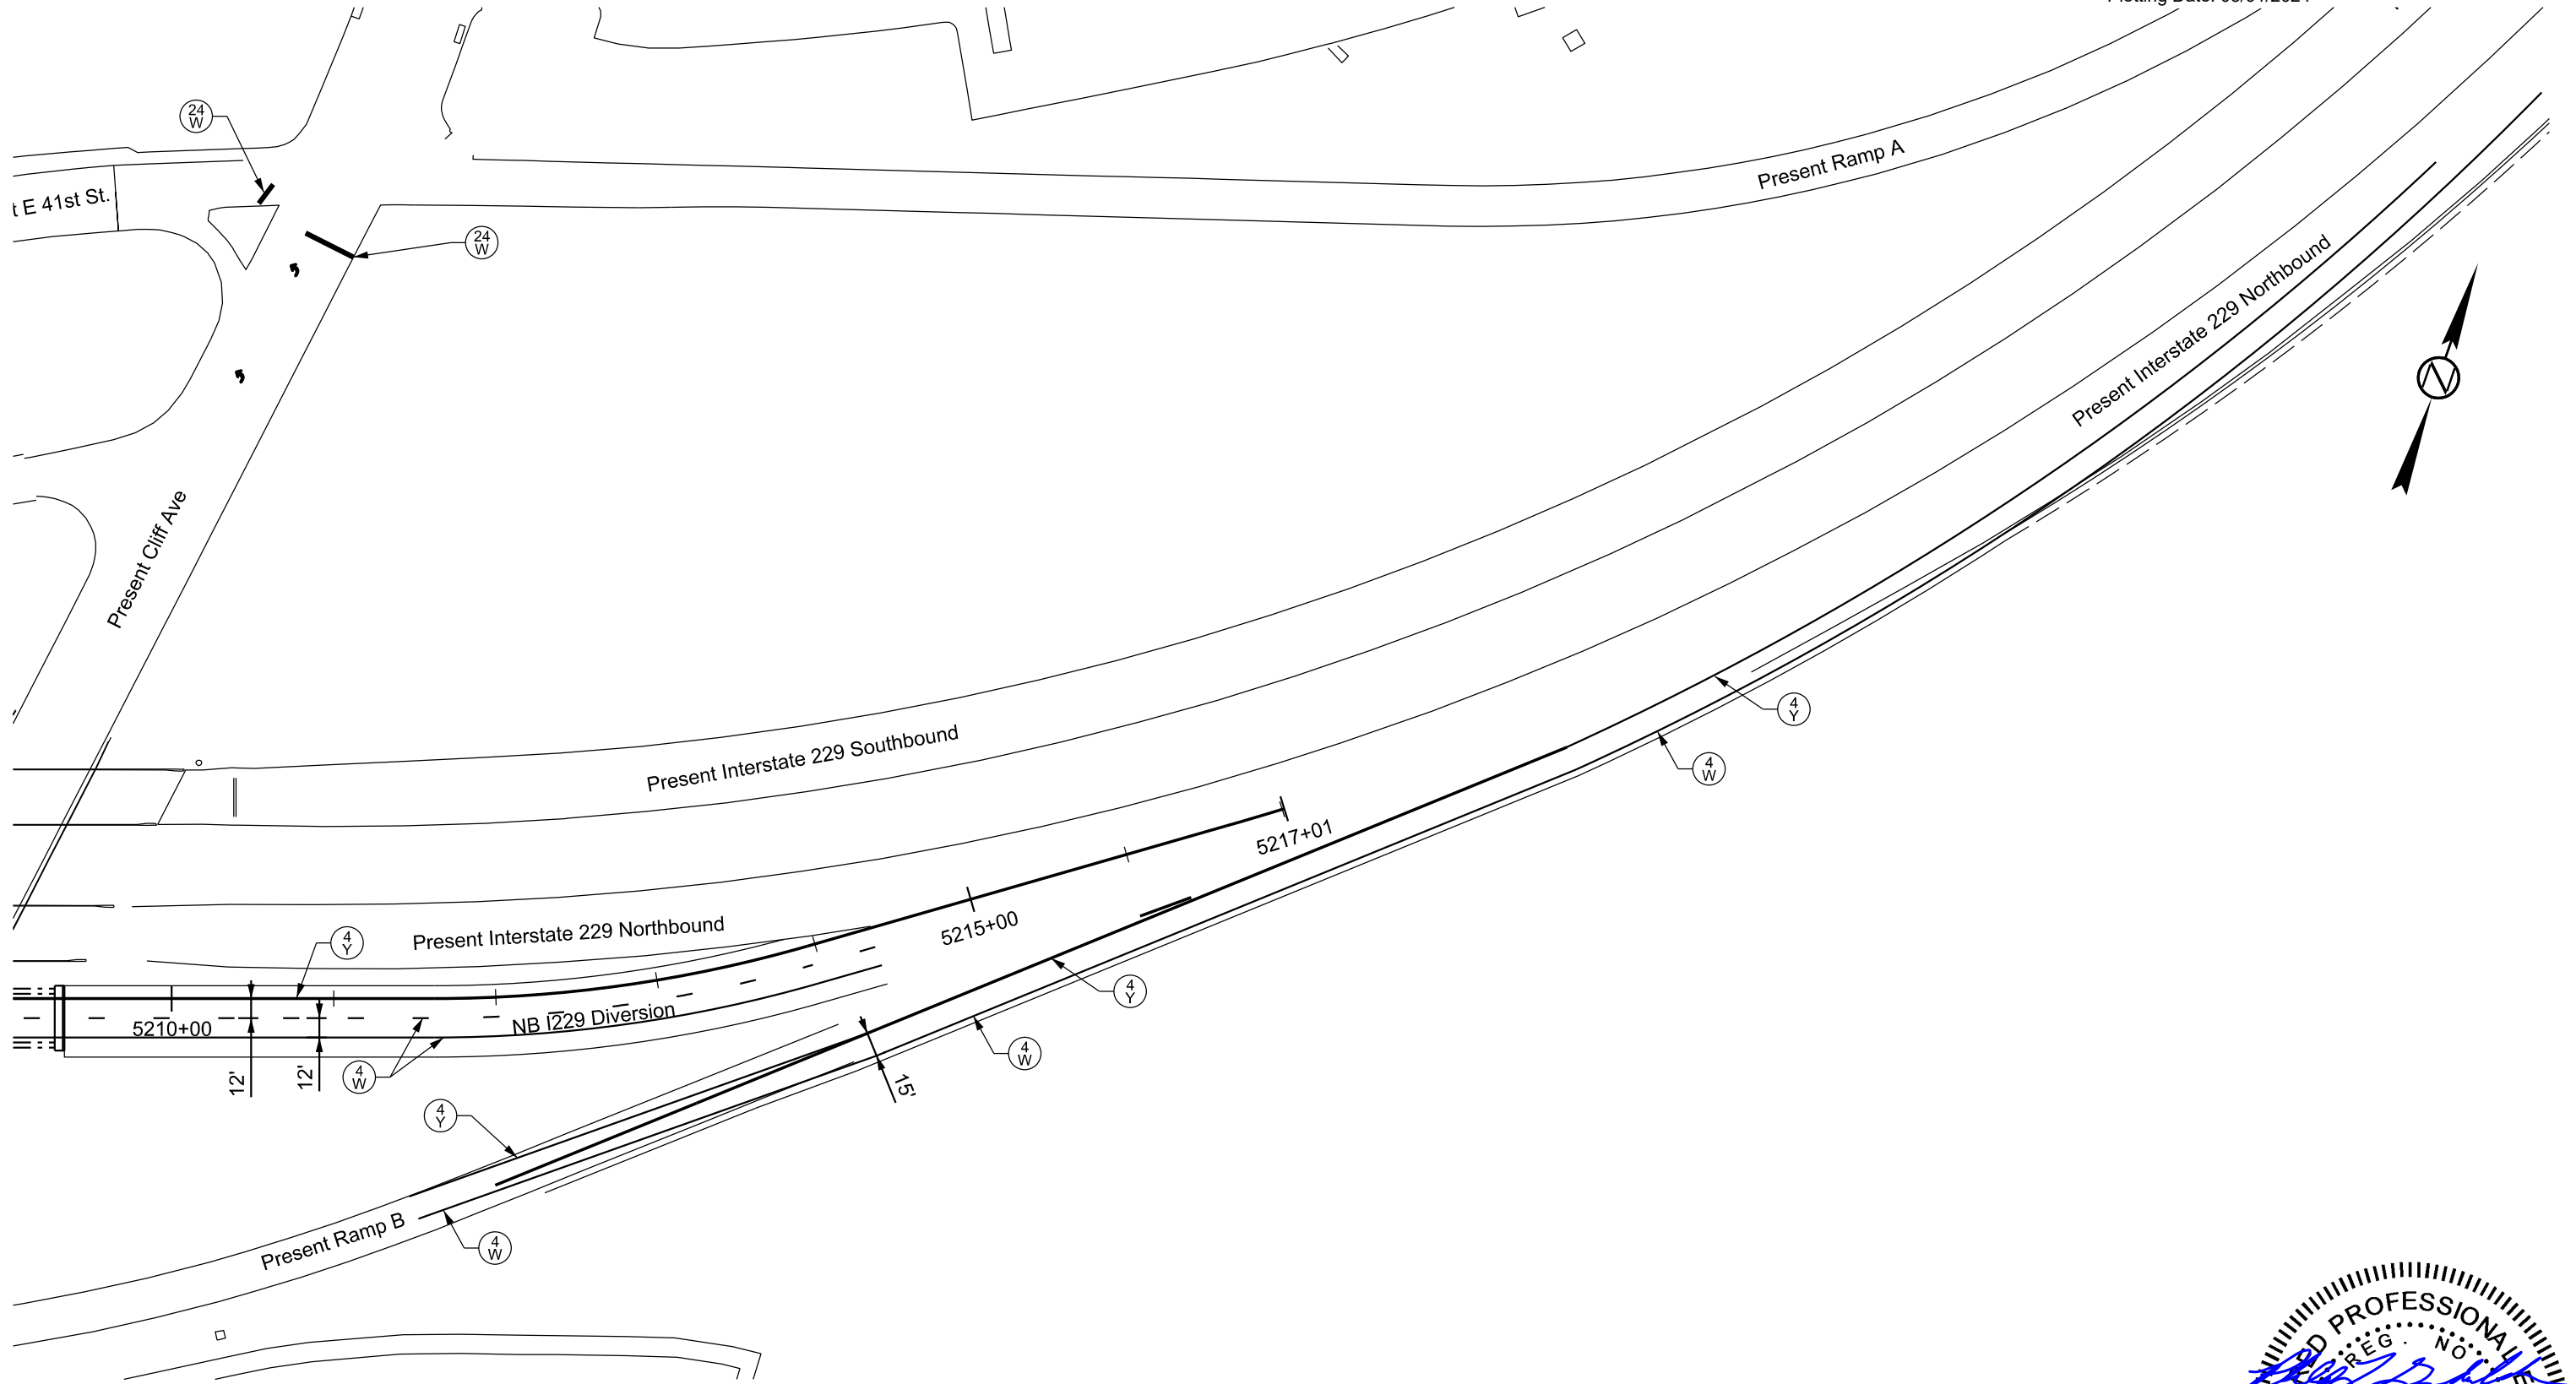 24
W
Present Ramp A
t E 41st St.
24
W
Present Interstate 229 Northbound
N
Present Cliff Ave
4
Y
4
W
Present Interstate 229 Southbound
5217+01
5215+00
Present Interstate 229 Northbound
4
Y
4
Y
5210+00
NB I229 Diversion
4
W
12'
12'
4
W
15'
4
Y
Present Ramp B
4
W
D PROFESSIONAL E
REG. NO